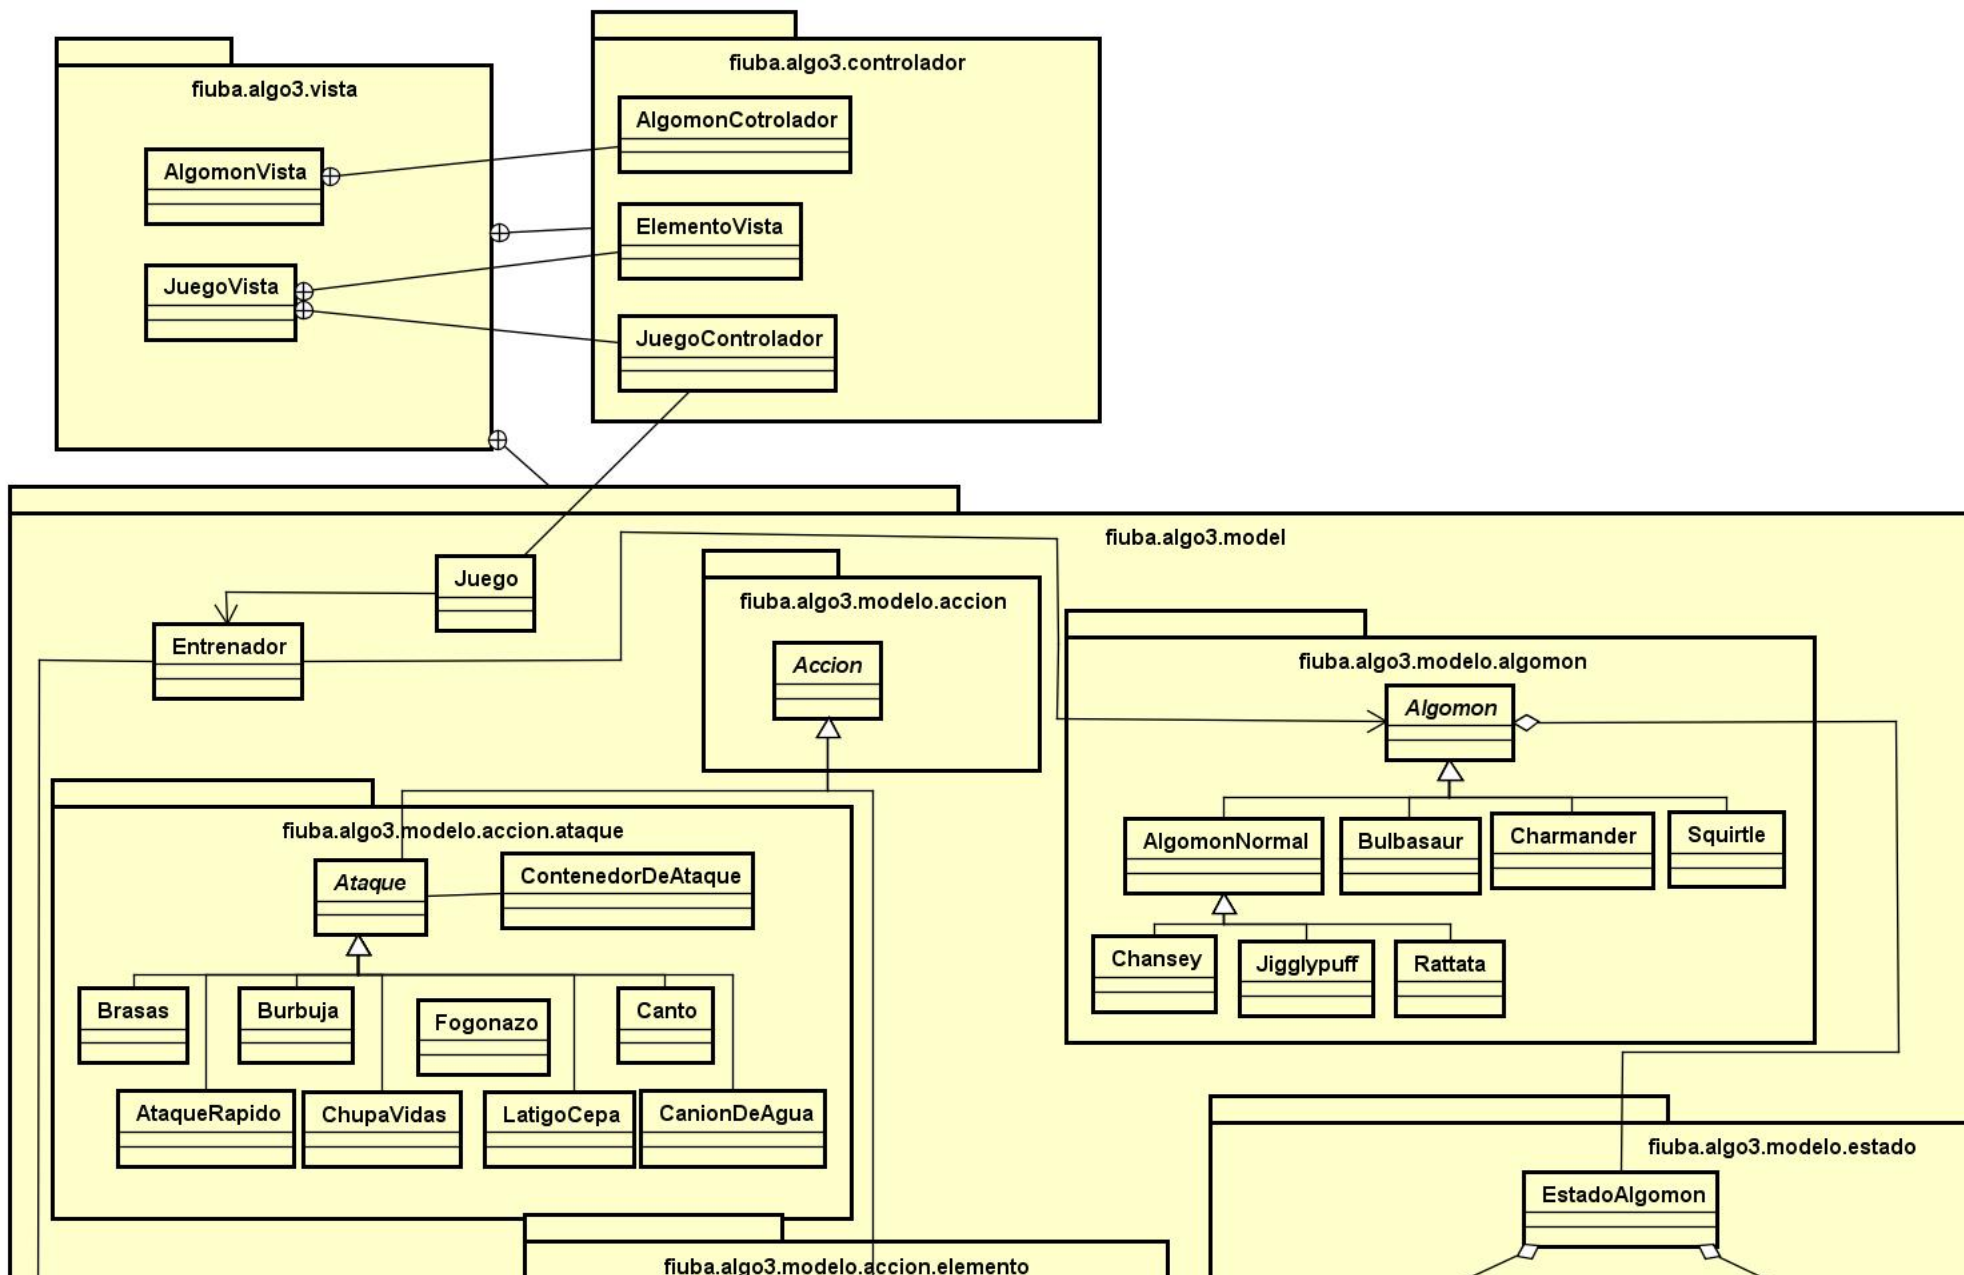 fiuba.algo3.vista
AlgomonVista
JuegoVista
fiuba.algo3.controlador
AlgomonCotrolador
ElementoVista
JuegoControlador
fiuba.algo3.model
Juego
Entrenador
fiuba.algo3.modelo.accion
Accion
fiuba.algo3.modelo.algomon
Algomon
AlgomonNormal
Bulbasaur
Charmander
Squirtle
Chansey
Jigglypuff
Rattata
fiuba.algo3.modelo.accion.ataque
Ataque
ContenedorDeAtaque
Brasas
Burbuja
Fogonazo
Canto
AtaqueRapido
ChupaVidas
LatigoCepa
CanionDeAgua
fiuba.algo3.modelo.estado
EstadoAlgomon
fiuba.algo3.modelo.accion.elemento